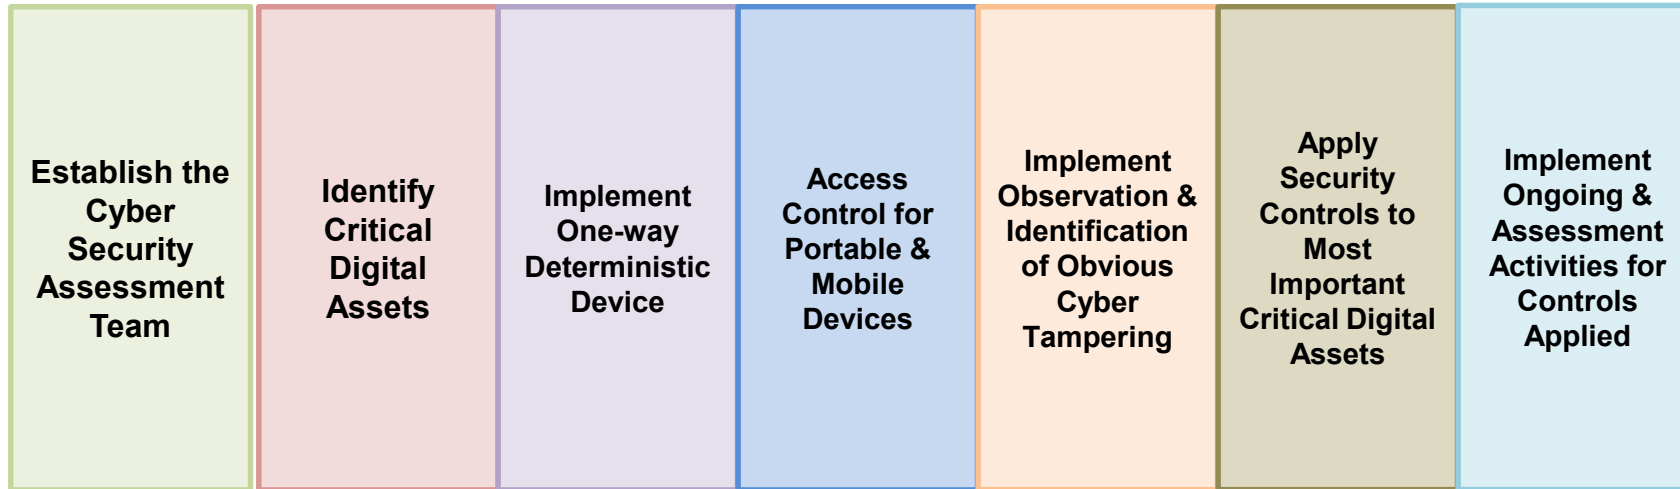 Establish the
Cyber
Security
Assessment
Team
Identify
Critical
Digital
Assets
Implement
One-way
Deterministic
Device
Access
Control for
Portable &
Mobile
Devices
Implement
Observation &
Identification
of Obvious
Cyber
Tampering
Apply
Security
Controls to
Most
Important
Critical Digital
Assets
Implement
Ongoing &
Assessment
Activities for
Controls
Applied